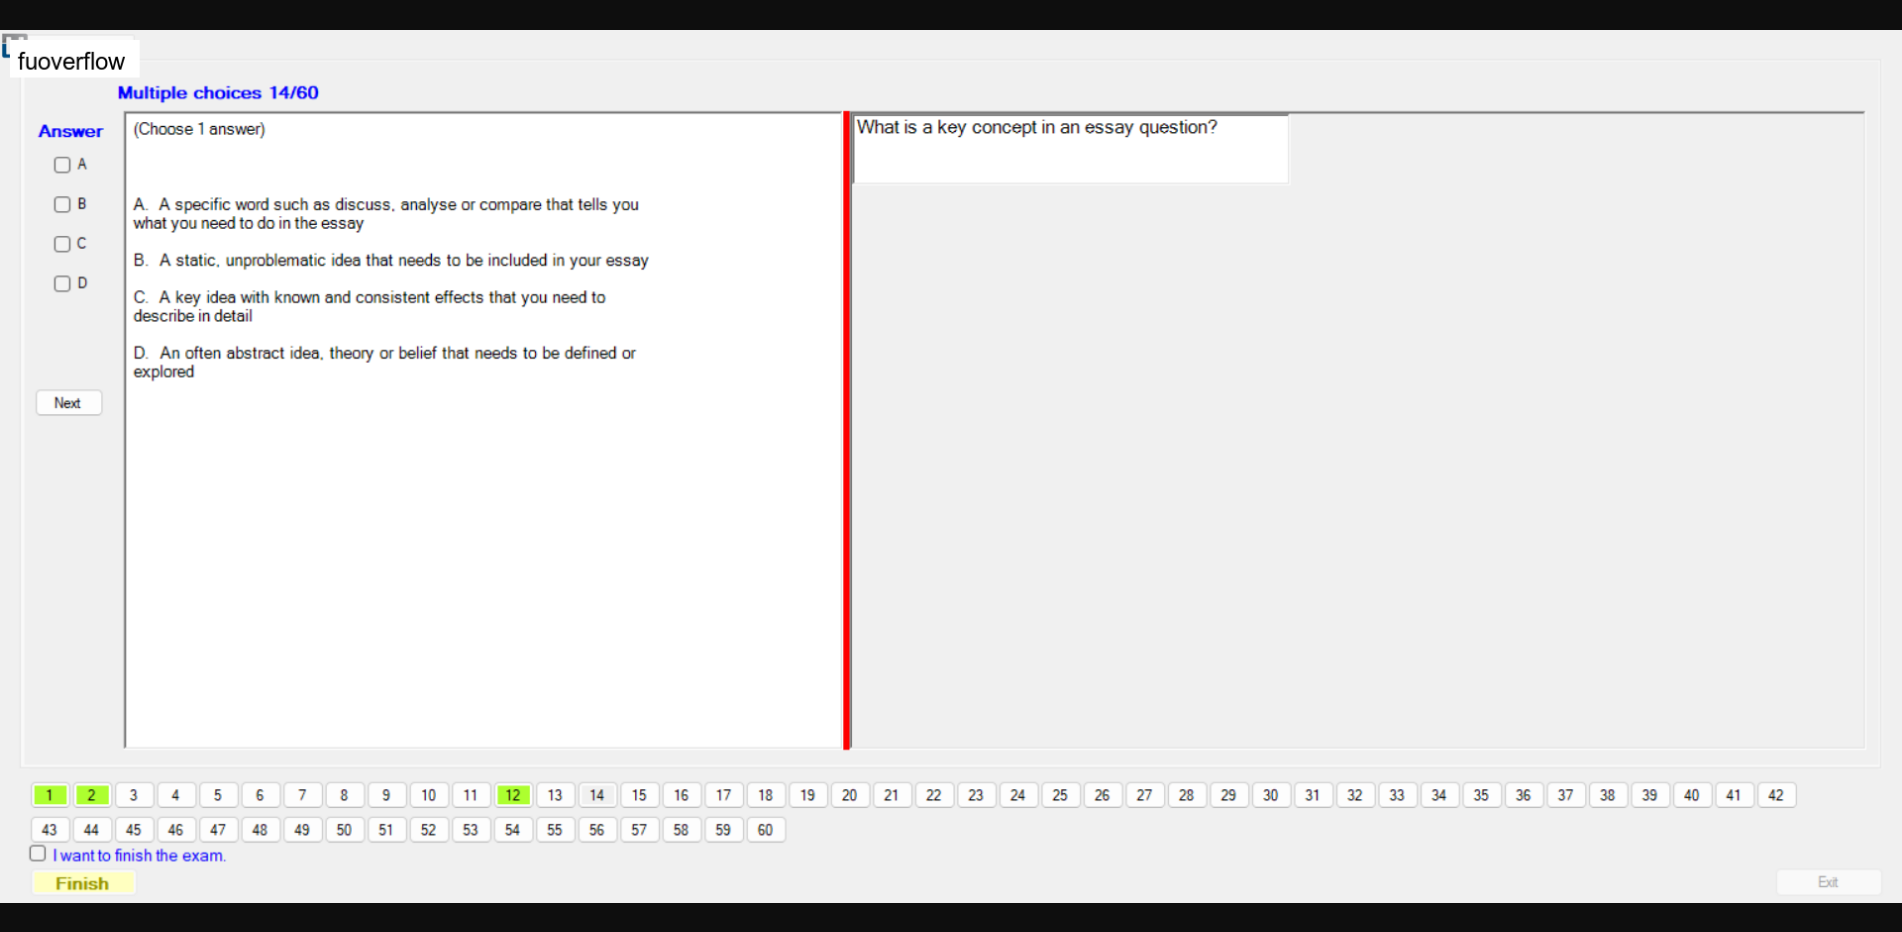 fuoverflow
Multiple choices 14/60
Answer
(Choose 1 answer)
What is a key concept in an essay question?
A
B
C
D
A. A specific word such as discuss, analyse or compare that tells you
what you need to do in the essay
B. A static, unproblematic idea that needs to be included in your essay
C. A key idea with known and consistent effects that you need to
describe in detail
D. An often abstract idea, theory or belief that needs to be defined or
explored
Next
1 2 3 4 5 6 7 8 9 10 11 12 13 14 15 16 17 18 19 20 21 22 23 24 25 26 27 28 29 30 31 32 33 34 35 36 37 38 39 40 41 42
43 44 45 46 47 48 49 50 51 52 53 54 55 56 57 58 59 60
I want to finish the exam.
Finish
Exit